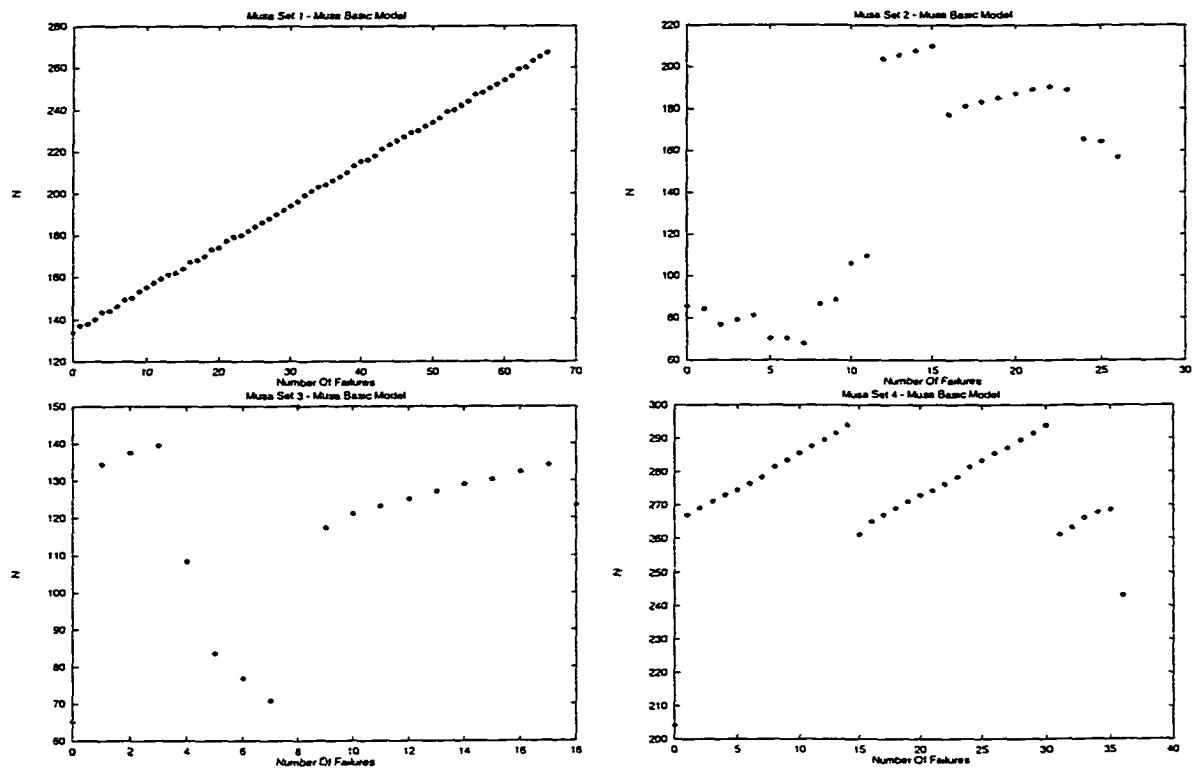 Musa Set 1 - Musa Basic Model
280
260
240
220
200
180
160
140
120
N
0 10 20 30 40 50 60 70
Number Of Failures
Musa Set 2 - Musa Basic Model
220
200
180
160
140
120
100
80
60
N
0 5 10 15 20 25 30
Number Of Failures
Musa Set 3 - Musa Basic Model
150
140
130
120
110
100
90
80
70
60
N
0 2 4 6 8 10 12 14 16 18
Number Of Failures
Musa Set 4 - Musa Basic Model
300
290
280
270
260
250
240
230
220
210
200
N
0 5 10 15 20 25 30 35 40
Number Of Failures